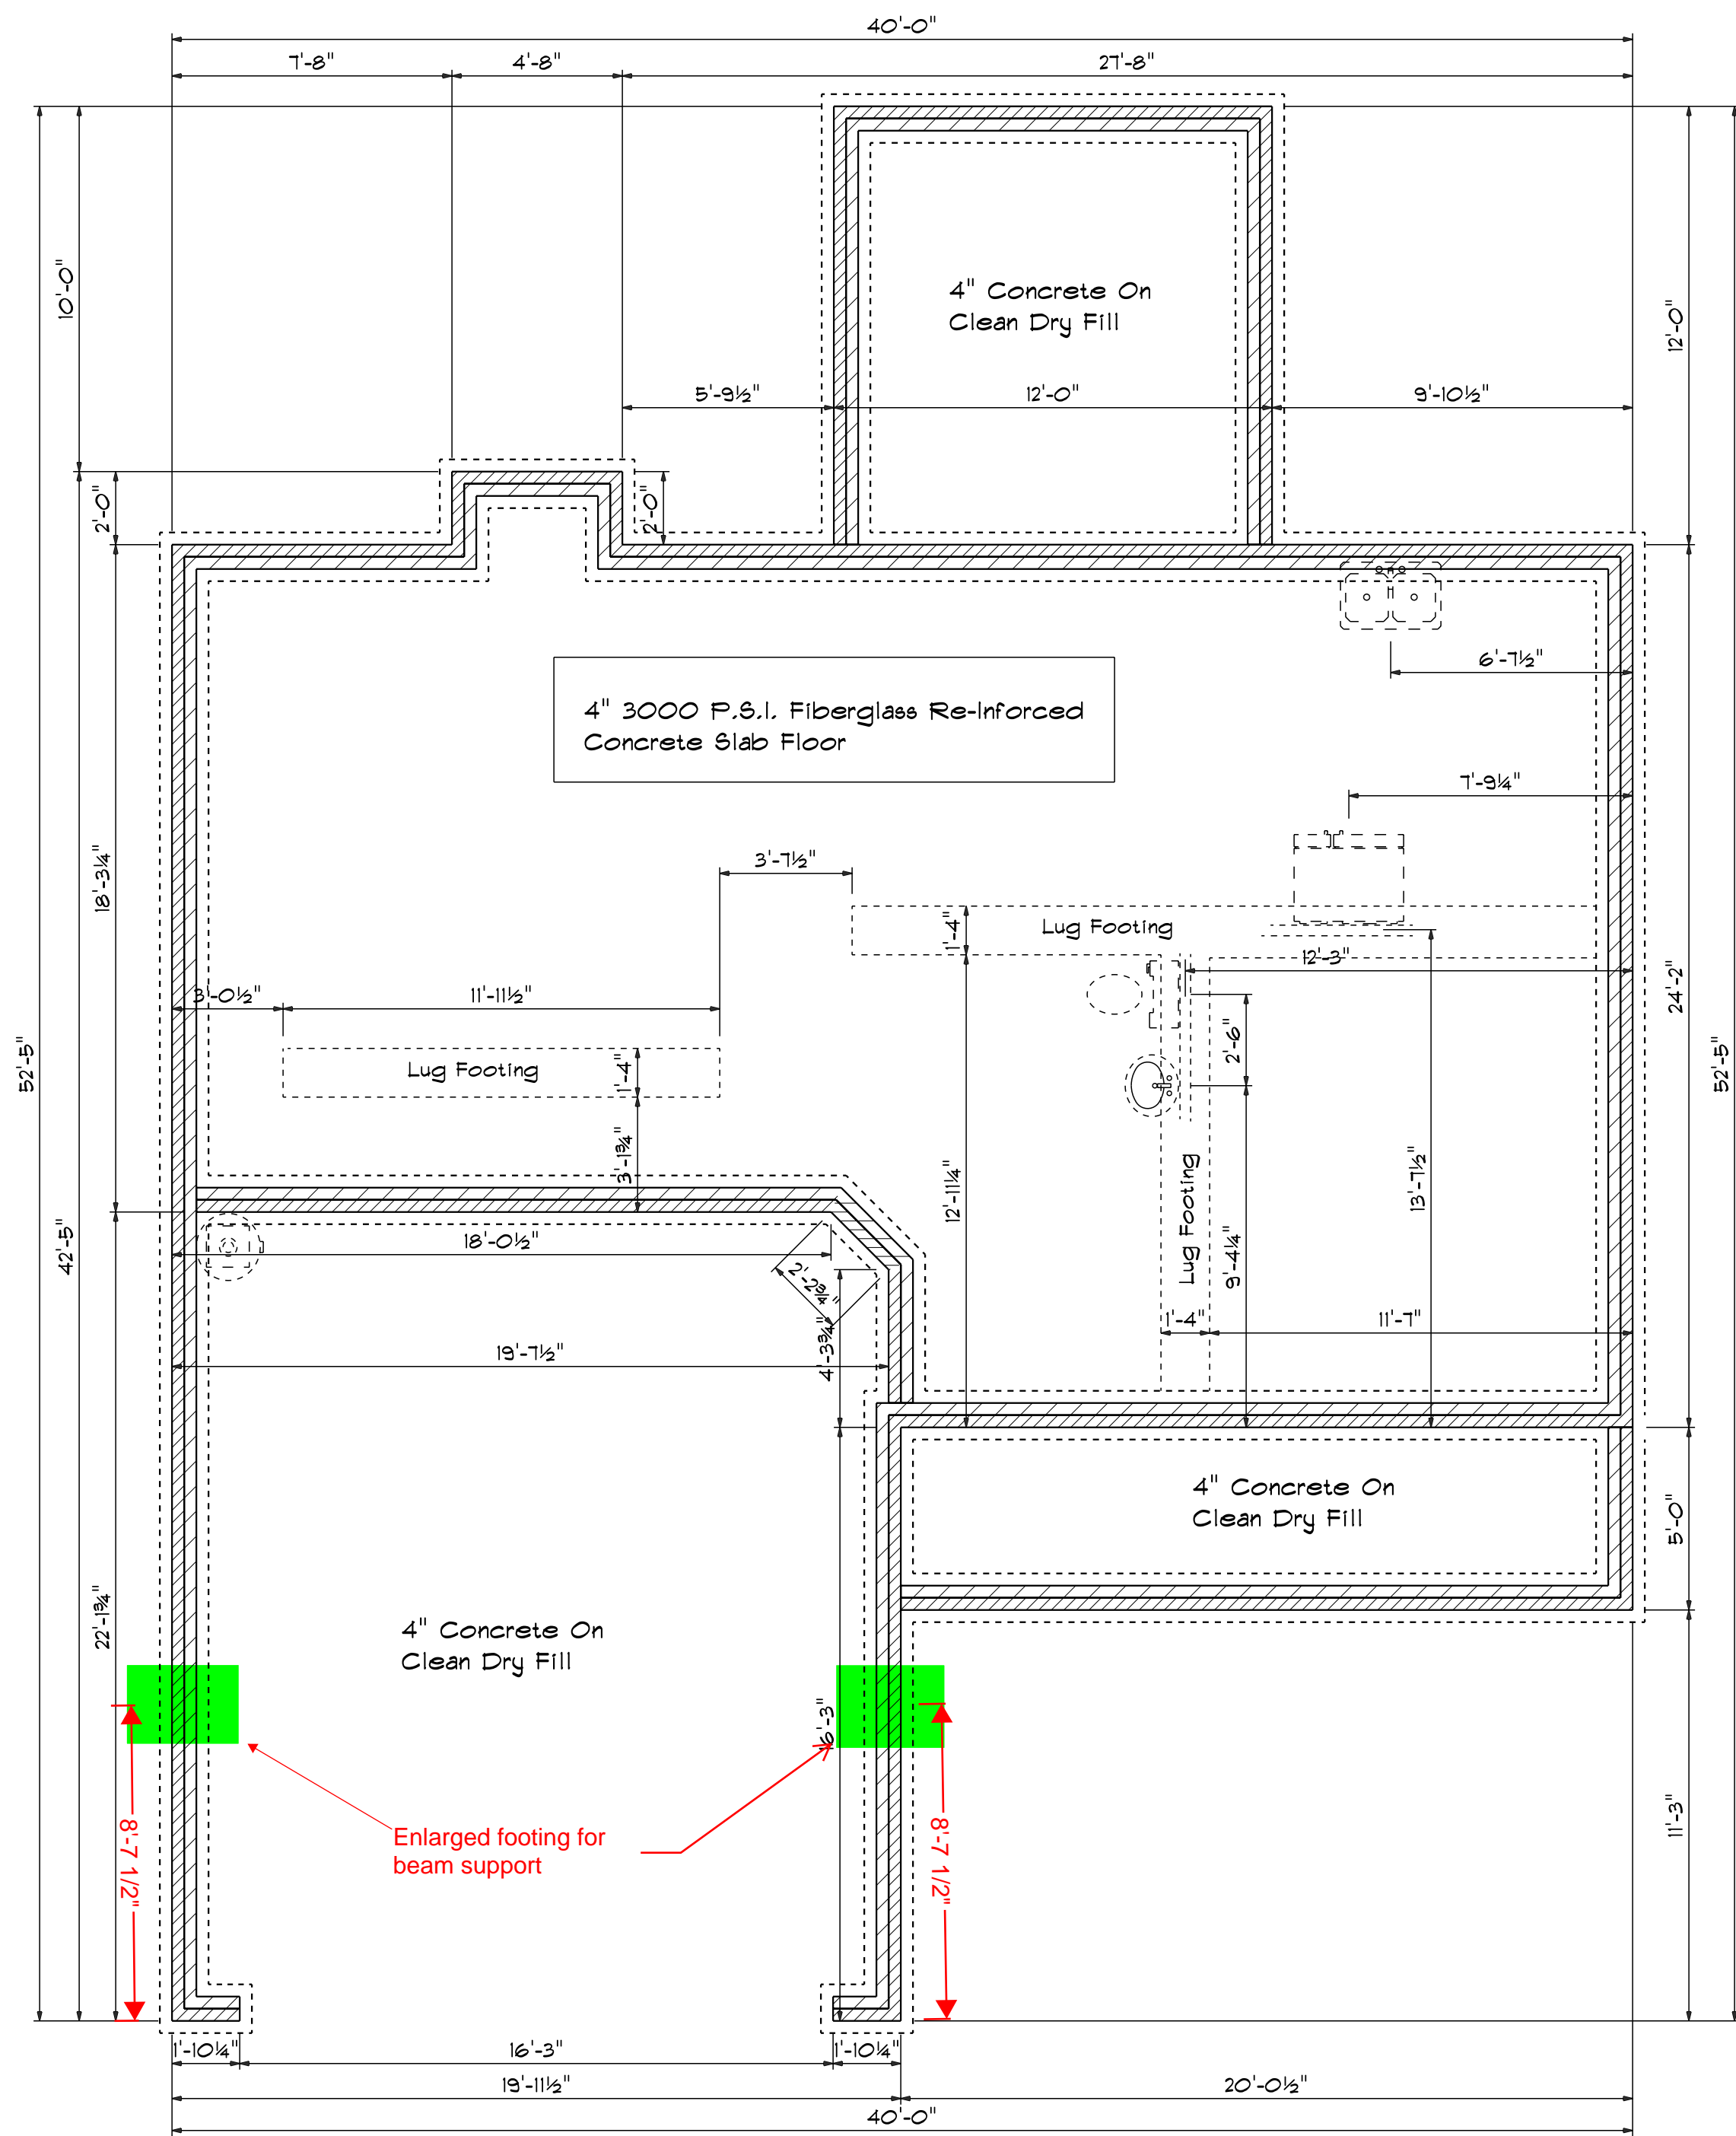 40'-0"
7'-8" 4'-8" 27'-8"
10'-0"
4" Concrete On
Clean Dry Fill
12'-0"
5'-9½" 12'-0" 9'-10½"
2'-0" 2'-0"
6'-7½"
4" 3000 P.S.I. Fiberglass Re-Inforced
Concrete Slab Floor
7'-9¼"
18'-3¼"
3'-7½"
1'-4"
Lug Footing
12'-3"
24'-2"
3'-0½" 11'-11½"
2'-6"
52'-5"
52'-5"
Lug Footing
1'-4"
3'-1¾"
12'-11¼"
13'-7½"
Lug Footing
42'-5"
18'-0½"
9'-4¼"
2'-2¾"
1'-4" 11'-7"
19'-7½"
4'-3¾"
4" Concrete On
Clean Dry Fill
5'-0"
22'-1¾"
4" Concrete On
Clean Dry Fill
16'-3"
8'-7 1/2"
8'-7 1/2"
Enlarged footing for
beam support
11'-3"
1'-10¼" 16'-3" 1'-10¼"
19'-11½" 20'-0½"
40'-0"